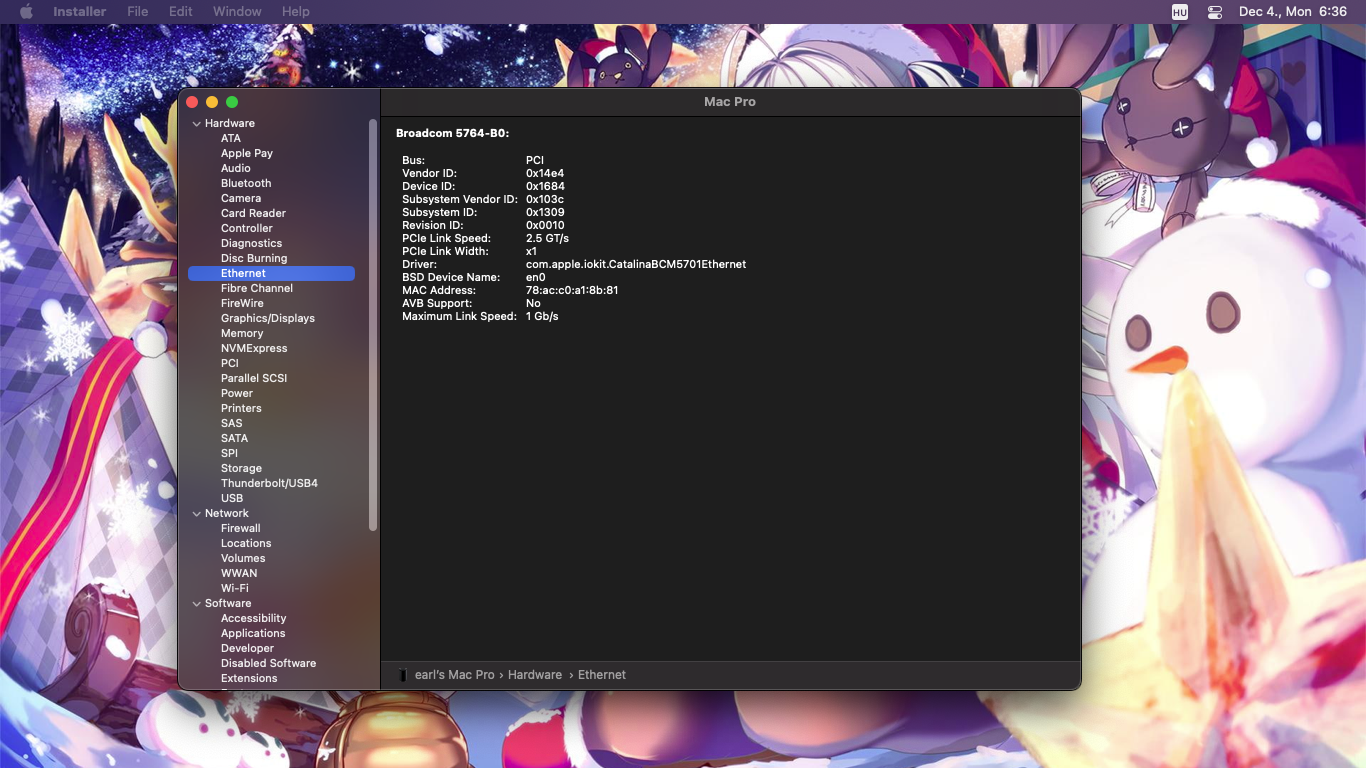 Installer File Edit Window Help HU Dec 4., Mon 6:36
Mac Pro
Hardware
ATA
Apple Pay
Audio
Bluetooth
Camera
Card Reader
Controller
Diagnostics
Disc Burning
Ethernet
Fibre Channel
FireWire
Graphics/Displays
Memory
NVMExpress
PCI
Parallel SCSI
Power
Printers
SAS
SATA
SPI
Storage
Thunderbolt/USB4
USB
Network
Firewall
Locations
Volumes
WWAN
Wi-Fi
Software
Accessibility
Applications
Developer
Disabled Software
Extensions
Broadcom 5764-B0:
Bus: PCI
Vendor ID: 0x14e4
Device ID: 0x1684
Subsystem Vendor ID: 0x103c
Subsystem ID: 0x1309
Revision ID: 0x0010
PCIe Link Speed: 2.5 GT/s
PCIe Link Width: x1
Driver: com.apple.iokit.CatalinaBCM5701Ethernet
BSD Device Name: en0
MAC Address: 78:ac:c0:a1:8b:81
AVB Support: No
Maximum Link Speed: 1 Gb/s
earl's Mac Pro › Hardware › Ethernet